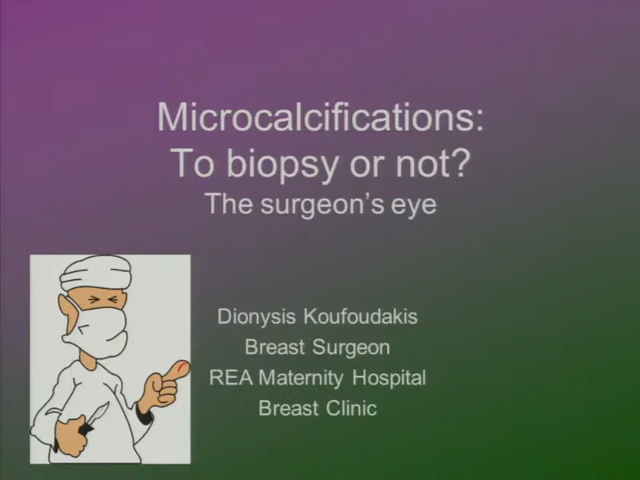 Microcalcifications:
To biopsy or not?
The surgeon's eye
Dionysis Koufoudakis
Breast Surgeon
REA Maternity Hospital
Breast Clinic